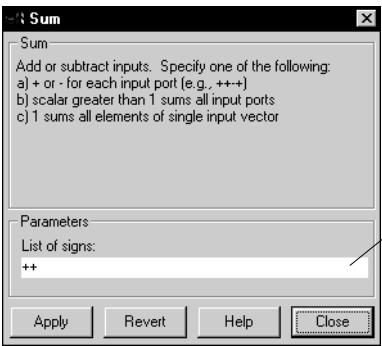 Sum
Sum
Add or subtract inputs. Specify one of the following:
a) + or - for each input port (e.g., ++-+)
b) scalar greater than 1 sums all input ports
c) 1 sums all elements of single input vector
Parameters
List of signs:
++
Apply Revert Help Close